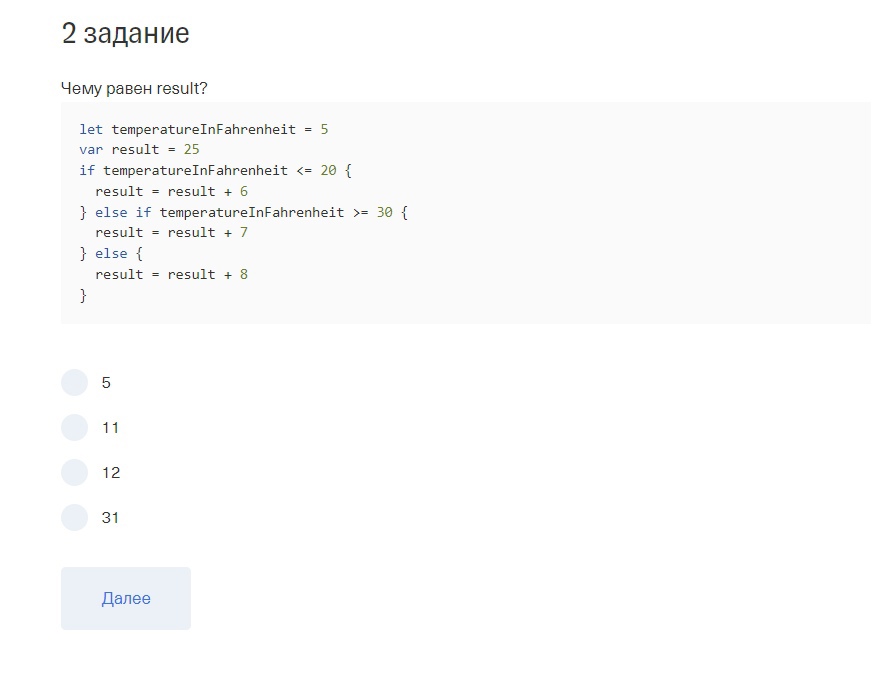 2 задание
Чему равен result?
let temperatureInFahrenheit = 5
var result = 25
if temperatureInFahrenheit <= 20 {
  result = result + 6
} else if temperatureInFahrenheit >= 30 {
  result = result + 7
} else {
  result = result + 8
}
5
11
12
31
Далее